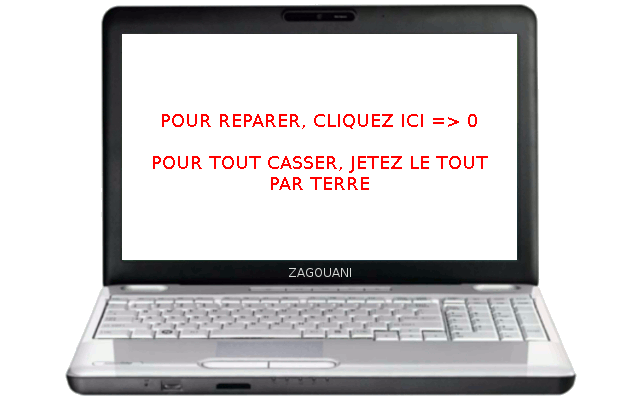 POUR REPARER, CLIQUEZ ICI => 0
POUR TOUT CASSER, JETEZ LE TOUT
PAR TERRE
ZAGOUANI